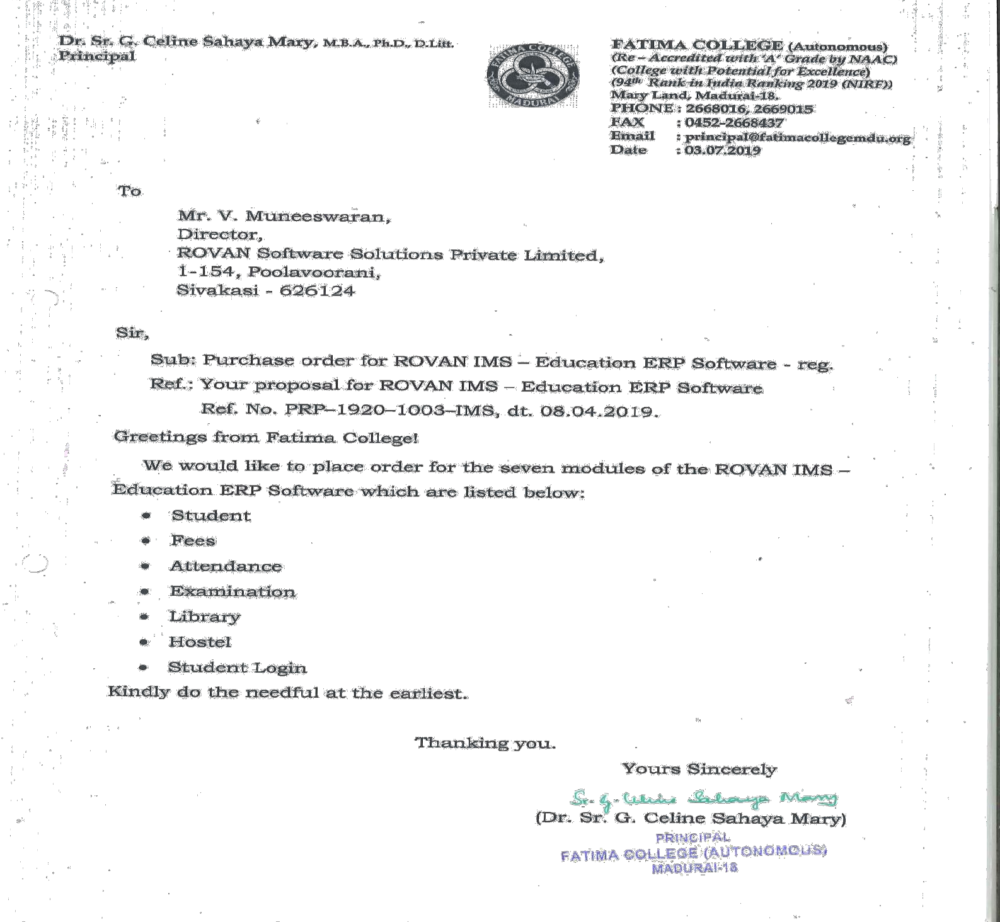 Dr. Sr. G. Celine Sahaya Mary, M.B.A., Ph.D., D.Litt.
Principal
FATIMA COLLEGE
MADURAI
FATIMA COLLEGE (Autonomous)
(Re – Accredited with 'A' Grade by NAAC)
(College with Potential for Excellence)
(94th Rank in India Ranking 2019 (NIRF))
Mary Land, Madurai-18.
PHONE : 2668016, 2669015
FAX : 0452-2668437
Email : principal@fatimacollegemdu.org
Date : 03.07.2019
To
Mr. V. Muneeswaran,
Director,
ROVAN Software Solutions Private Limited,
1-154, Poolavoorani,
Sivakasi - 626124
Sir,
Sub: Purchase order for ROVAN IMS – Education ERP Software - reg.
Ref.: Your proposal for ROVAN IMS – Education ERP Software
Ref. No. PRP–1920–1003–IMS, dt. 08.04.2019.
Greetings from Fatima College!
We would like to place order for the seven modules of the ROVAN IMS –
Education ERP Software which are listed below:
• Student
• Fees
• Attendance
• Examination
• Library
• Hostel
• Student Login
Kindly do the needful at the earliest.
Thanking you.
Yours Sincerely
Sr. G. Celine Sahaya Mary
(Dr. Sr. G. Celine Sahaya Mary)
PRINCIPAL
FATIMA COLLEGE (AUTONOMOUS)
MADURAI-18